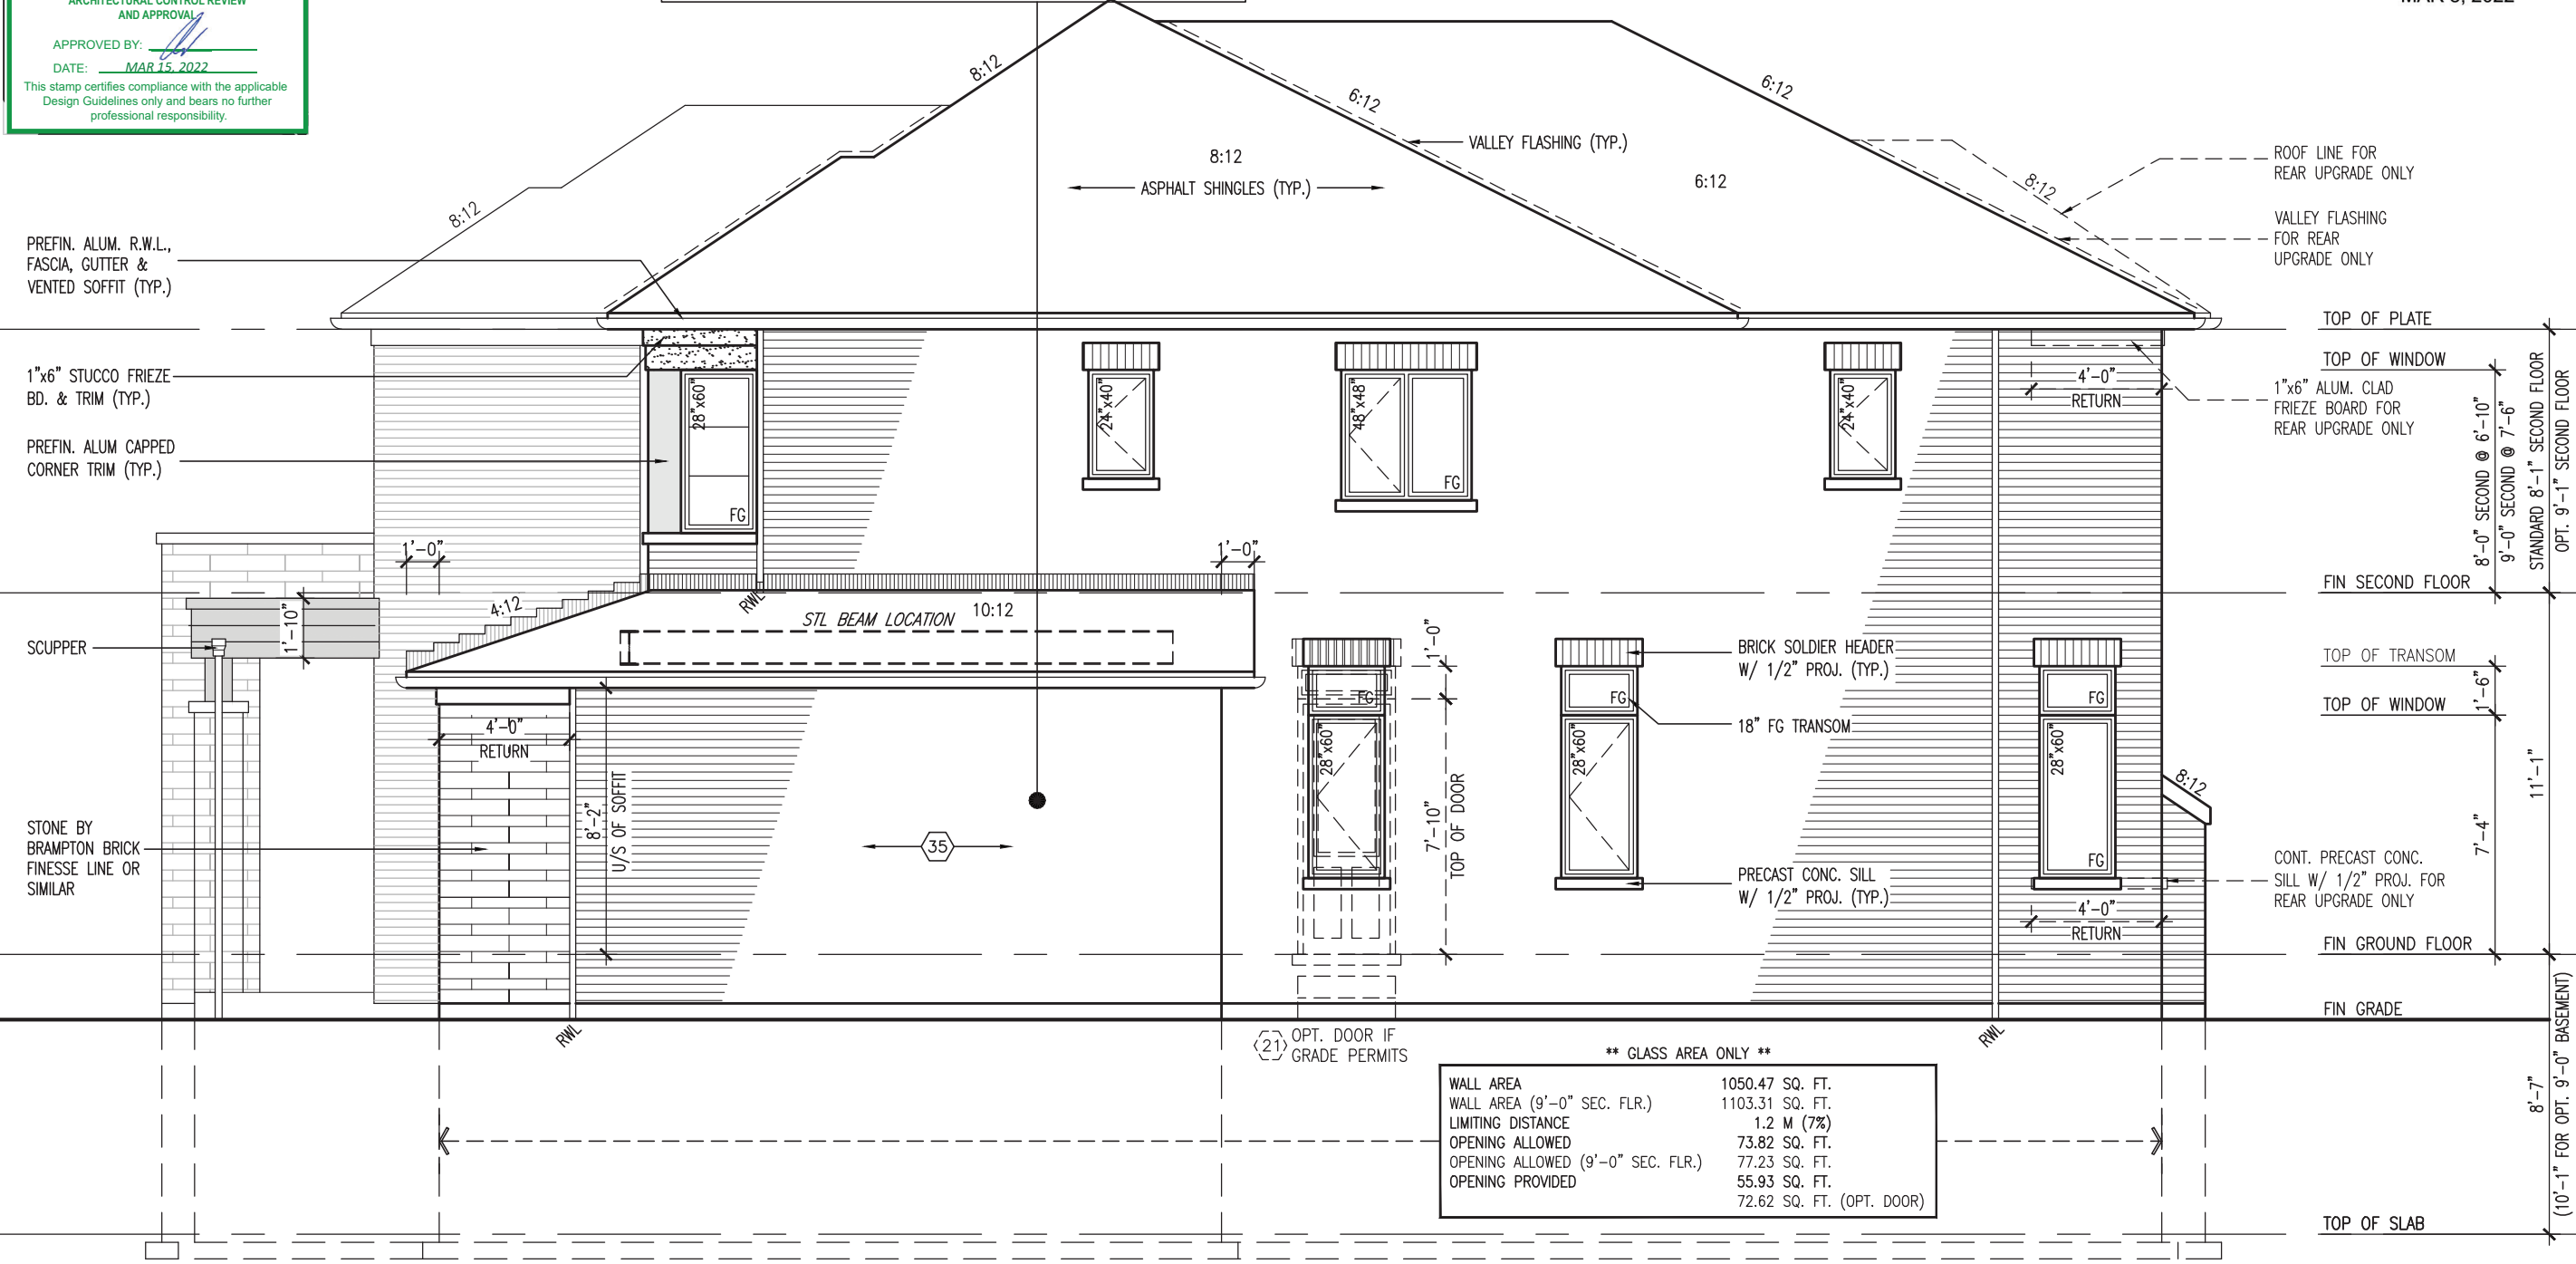 ARCHITECTURAL CONTROL REVIEW
AND APPROVAL
APPROVED BY:
DATE: MAR 15, 2022
This stamp certifies compliance with the applicable
Design Guidelines only and bears no further
professional responsibility.
8:12
6:12
6:12
VALLEY FLASHING (TYP.)
8:12
ASPHALT SHINGLES (TYP.)
6:12
8:12
8:12
ROOF LINE FOR
REAR UPGRADE ONLY
VALLEY FLASHING
FOR REAR
UPGRADE ONLY
PREFIN. ALUM. R.W.L.,
FASCIA, GUTTER &
VENTED SOFFIT (TYP.)
1"x6" STUCCO FRIEZE
BD. & TRIM (TYP.)
PREFIN. ALUM CAPPED
CORNER TRIM (TYP.)
28"x60"
FG
24"x40"
48"x48"
FG
24"x40"
4'-0"
RETURN
TOP OF PLATE
TOP OF WINDOW
1"x6" ALUM. CLAD
FRIEZE BOARD FOR
REAR UPGRADE ONLY
8'-0" SECOND @ 6'-10"
9'-0" SECOND @ 7'-6"
STANDARD 8'-1" SECOND FLOOR
OPT. 9'-1" SECOND FLOOR
FIN SECOND FLOOR
1'-0"
1'-0"
4:12
RWL
STL BEAM LOCATION
10:12
1'-10"
SCUPPER
1'-0"
BRICK SOLDIER HEADER
W/ 1/2" PROJ. (TYP.)
FG
FG
FG
18" FG TRANSOM
TOP OF TRANSOM
1'-6"
TOP OF WINDOW
4'-0"
RETURN
8'-2"
U/S OF SOFFIT
28"x60"
28"x60"
28"x60"
FG
7'-10"
TOP OF DOOR
8:12
11'-1"
7'-4"
STONE BY
BRAMPTON BRICK
FINESSE LINE OR
SIMILAR
35
PRECAST CONC. SILL
W/ 1/2" PROJ. (TYP.)
CONT. PRECAST CONC.
SILL W/ 1/2" PROJ. FOR
REAR UPGRADE ONLY
4'-0"
RETURN
FIN GROUND FLOOR
FIN GRADE
RWL
RWL
21
OPT. DOOR IF
GRADE PERMITS
** GLASS AREA ONLY **
WALL AREA 1050.47 SQ. FT.
WALL AREA (9'-0" SEC. FLR.) 1103.31 SQ. FT.
LIMITING DISTANCE 1.2 M (7%)
OPENING ALLOWED 73.82 SQ. FT.
OPENING ALLOWED (9'-0" SEC. FLR.) 77.23 SQ. FT.
OPENING PROVIDED 55.93 SQ. FT.
72.62 SQ. FT. (OPT. DOOR)
8'-7"
(10'-1" FOR OPT. 9'-0" BASEMENT)
TOP OF SLAB